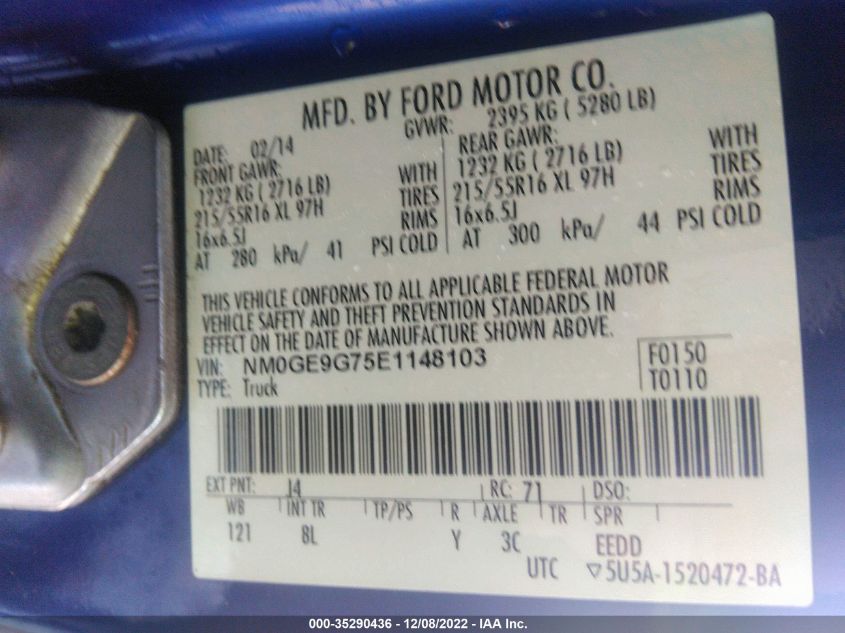 MFD. BY FORD MOTOR CO.
DATE: 02/14 GVWR: 2395 KG ( 5280 LB)
FRONT GAWR: REAR GAWR:
1232 KG ( 2716 LB) WITH 1232 KG ( 2716 LB) WITH
215/55R16 XL 97H TIRES 215/55R16 XL 97H TIRES
16x6.5J RIMS 16x6.5J RIMS
AT 280 kPa/ 41 PSI COLD AT 300 kPa/ 44 PSI COLD
THIS VEHICLE CONFORMS TO ALL APPLICABLE FEDERAL MOTOR
VEHICLE SAFETY AND THEFT PREVENTION STANDARDS IN
EFFECT ON THE DATE OF MANUFACTURE SHOWN ABOVE.
VIN: NM0GE9G75E1148103 F0150
TYPE: Truck T0110
EXT PNT: J4 RC: 71 DSO:
WB INT TR TP/PS R AXLE TR SPR
121 8L Y 3C EEDD
UTC ▽5U5A-1520472-BA
000-35290436 - 12/08/2022 - IAA Inc.